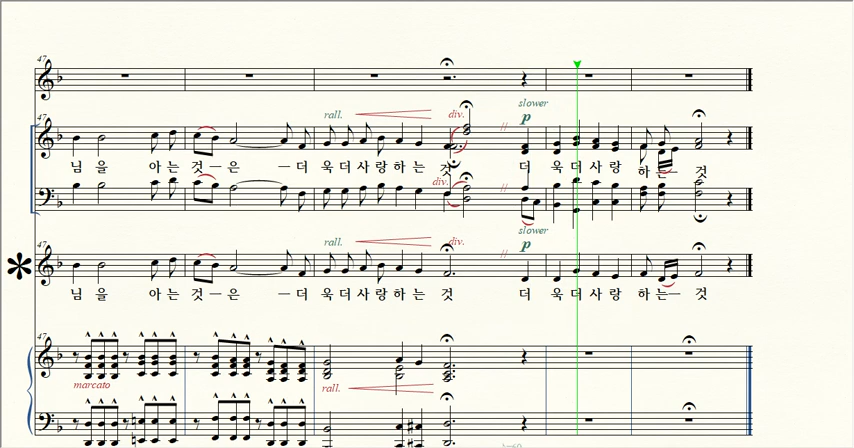 47
47
rall.
div.
slower
p
님 을 아 는 것 은 더 욱 더 사 랑 하 는 것 더 욱 더 사 랑 하 는 것
div.
47
rall.
div.
slower
p
님 을 아 는 것 은 더 욱 더 사 랑 하 는 것 더 욱 더 사 랑 하 는 것
47
marcato
rall.